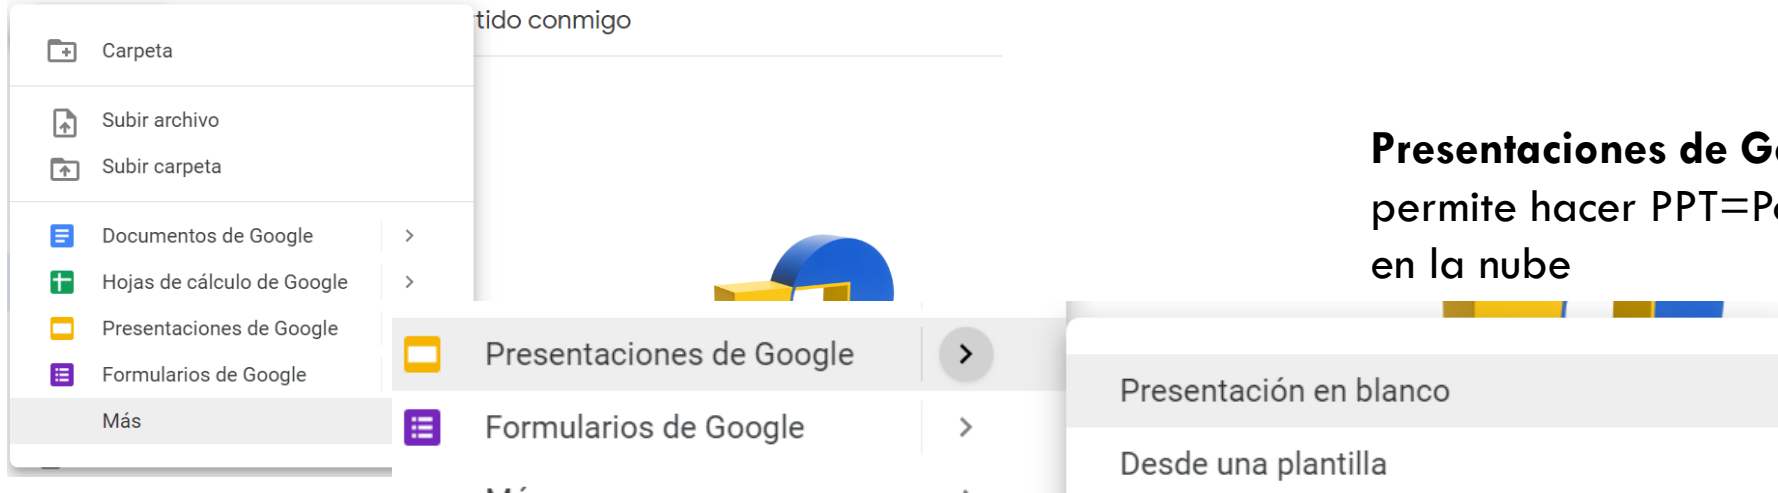 tido conmigo
Carpeta
Subir archivo
Subir carpeta
Documentos de Google
Hojas de cálculo de Google
Presentaciones de Google
Formularios de Google
Más
Presentaciones de Google
Formularios de Google
Presentación en blanco
Desde una plantilla
Presentaciones de G
permite hacer PPT=P
en la nube